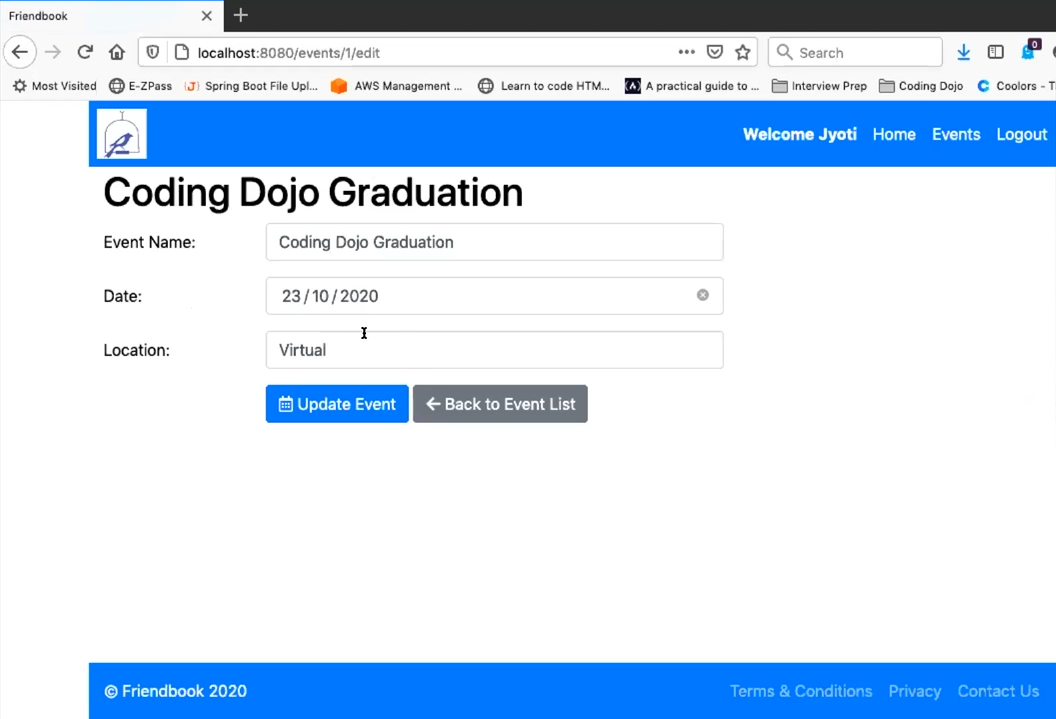 Friendbook
localhost:8080/events/1/edit
Search
0
Most Visited E-ZPass Spring Boot File Upl... AWS Management ... Learn to code HTM... A practical guide to ... Interview Prep Coding Dojo Coolors - T
Welcome Jyoti Home Events Logout
Coding Dojo Graduation
Event Name: Coding Dojo Graduation
Date: 23/10/2020
Location: Virtual
Update Event Back to Event List
© Friendbook 2020 Terms & Conditions Privacy Contact Us